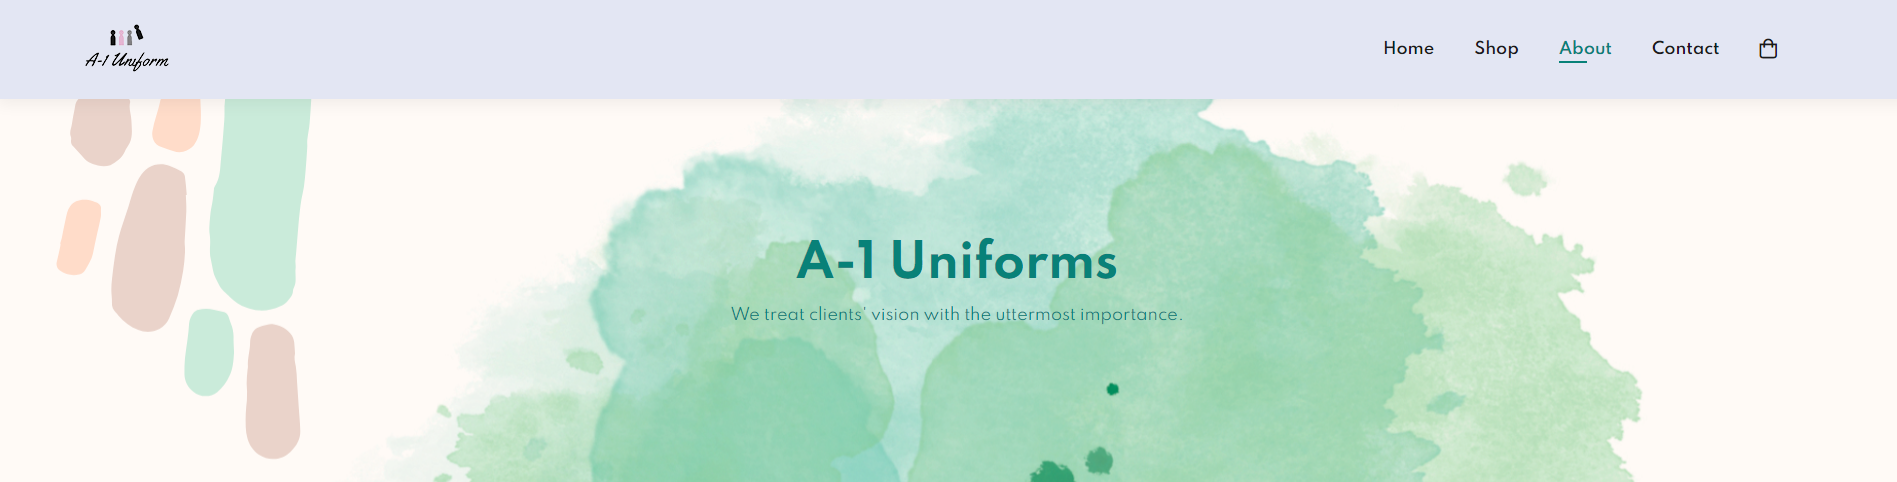 A-1 Uniform
Home Shop About Contact
A-1 Uniforms
We treat clients' vision with the uttermost importance.